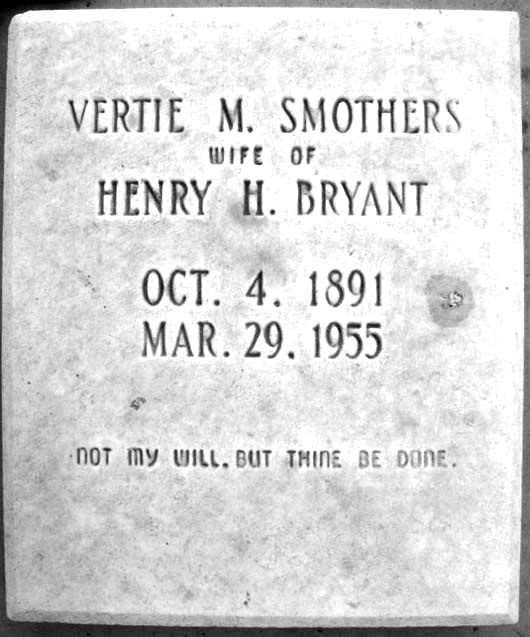 VERTIE M. SMOTHERS
WIFE OF
HENRY H. BRYANT
OCT. 4. 1891
MAR. 29. 1955
NOT MY WILL. BUT THINE BE DONE.